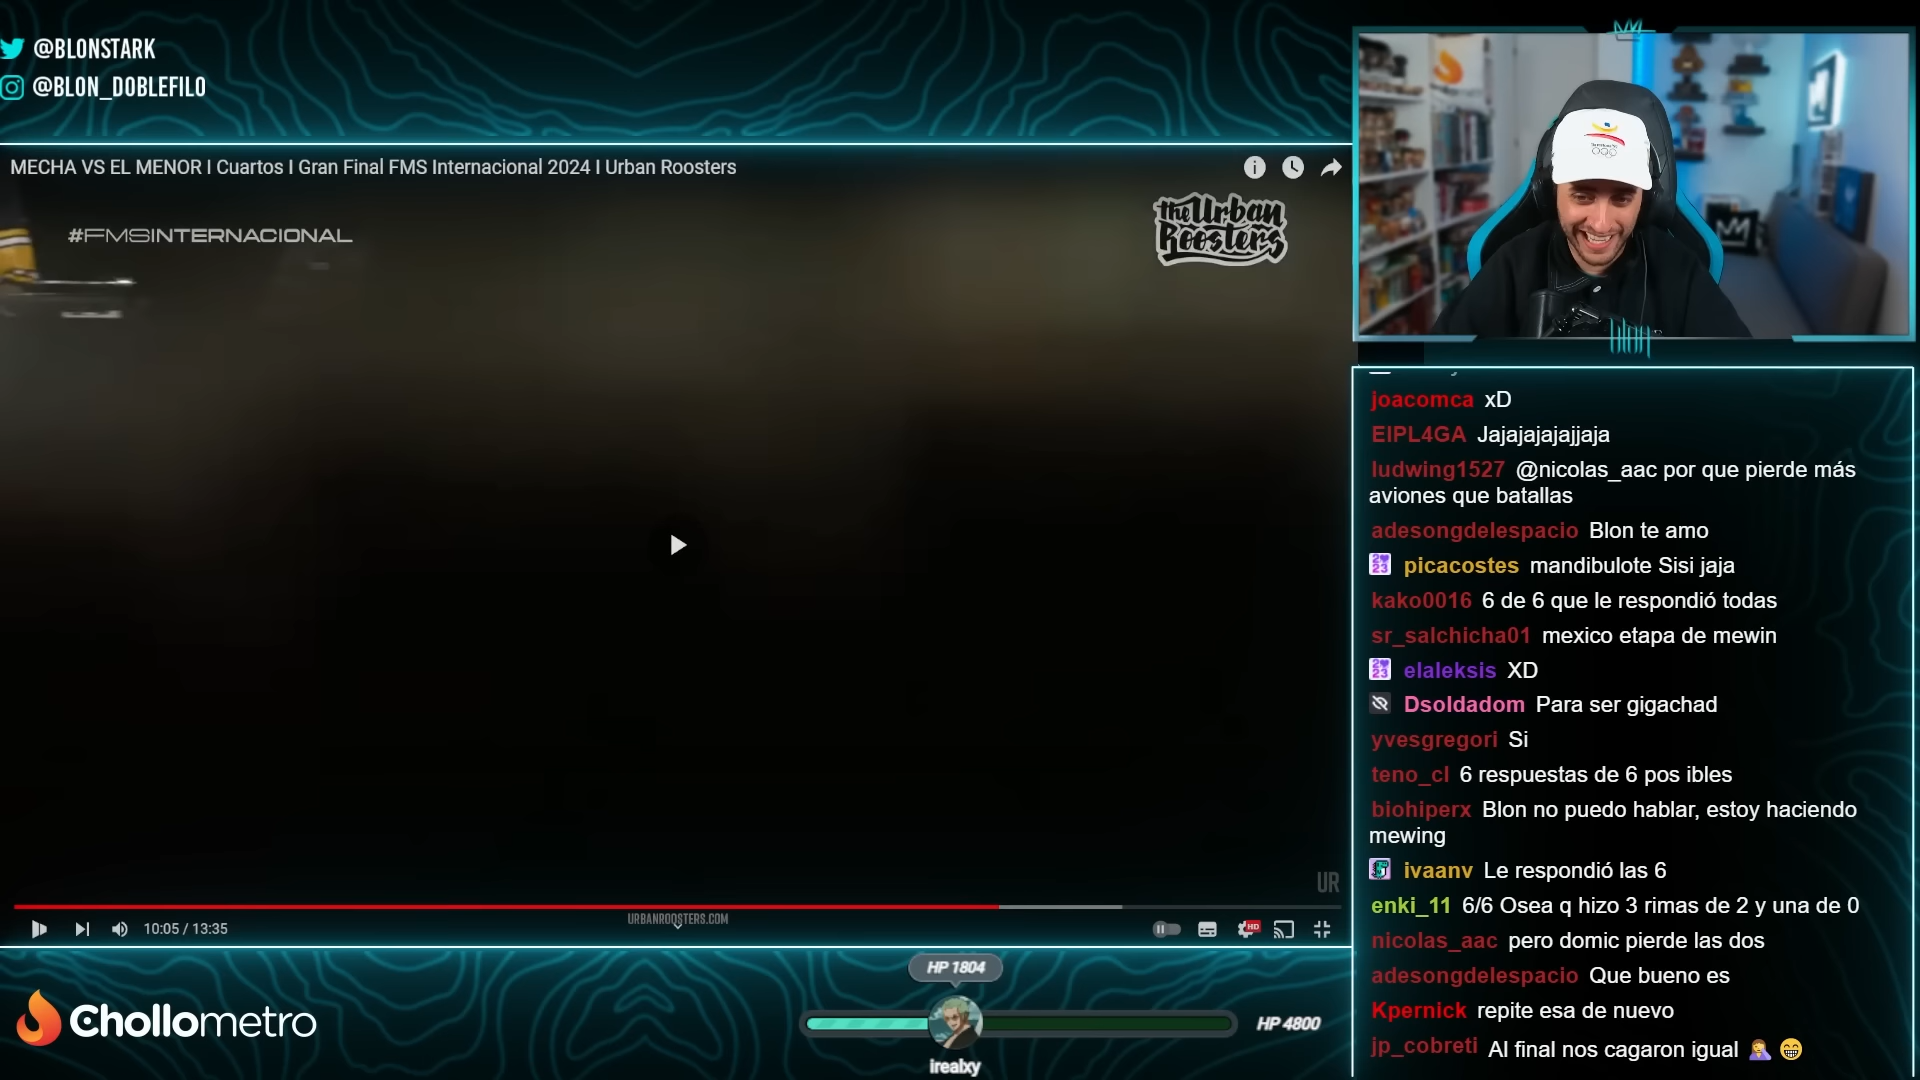 @BLONSTARK
@BLON_DOBLEFILO
MECHA VS EL MENOR I Cuartos I Gran Final FMS Internacional 2024 I Urban Roosters
#FMSINTERNACIONAL
the Urban
Roosters
UR
URBANROOSTERS.COM
10:05 / 13:35
HD
Chollometro
HP 1804
HP 4800
irealxy
joacomca xD
EIPL4GA Jajajajajajjaja
ludwing1527 @nicolas_aac por que pierde más
aviones que batallas
adesongdelespacio Blon te amo
picacostes mandibulote Sisi jaja
kako0016 6 de 6 que le respondió todas
sr_salchicha01 mexico etapa de mewin
elaleksis XD
Dsoldadom Para ser gigachad
yvesgregori Si
teno_cl 6 respuestas de 6 pos ibles
biohiperx Blon no puedo hablar, estoy haciendo
mewing
ivaanv Le respondió las 6
enki_11 6/6 Osea q hizo 3 rimas de 2 y una de 0
nicolas_aac pero domic pierde las dos
adesongdelespacio Que bueno es
Kpernick repite esa de nuevo
jp_cobreti Al final nos cagaron igual 🤦‍♀️😁